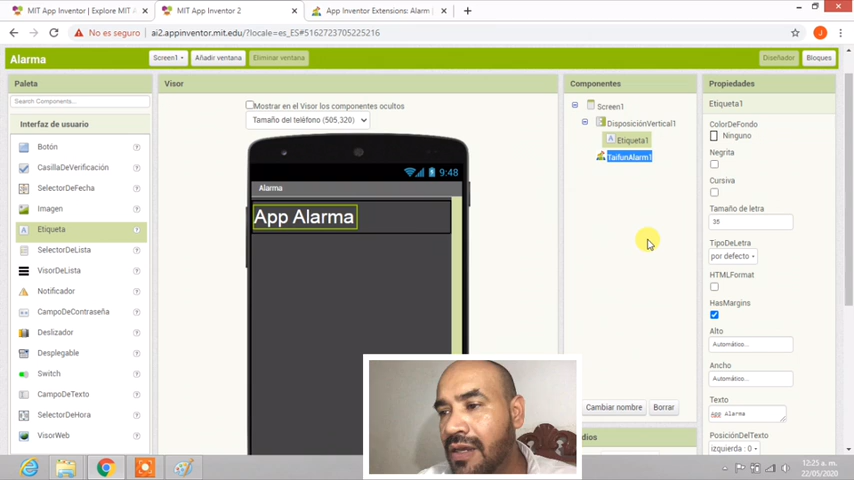 MIT App Inventor | Explore MIT A
MIT App Inventor 2
App Inventor Extensions: Alarm |
No es seguro | ai2.appinventor.mit.edu/?locale=es_ES#5162723705225216
J
Alarma
Screen1
Añadir ventana
Eliminar ventana
Diseñador
Bloques
Paleta
Search Components...
Interfaz de usuario
Botón
CasillaDeVerificación
SelectorDeFecha
Imagen
Etiqueta
SelectorDeLista
VisorDeLista
Notificador
CampoDeContraseña
Deslizador
Desplegable
Switch
CampoDeTexto
SelectorDeHora
VisorWeb
Visor
Mostrar en el Visor los componentes ocultos
Tamaño del teléfono (505,320)
9:48
Alarma
App Alarma
Componentes
Screen1
DisposiciónVertical1
Etiqueta1
TaifunAlarm1
Cambiar nombre
Borrar
dios
Propiedades
Etiqueta1
ColorDeFondo
Ninguno
Negrita
Cursiva
Tamaño de letra
35
TipoDeLetra
por defecto
HTMLFormat
HasMargins
Alto
Automático...
Ancho
Automático...
Texto
App Alarma
PosiciónDelTexto
izquierda : 0
12:25 a. m.
22/05/2020